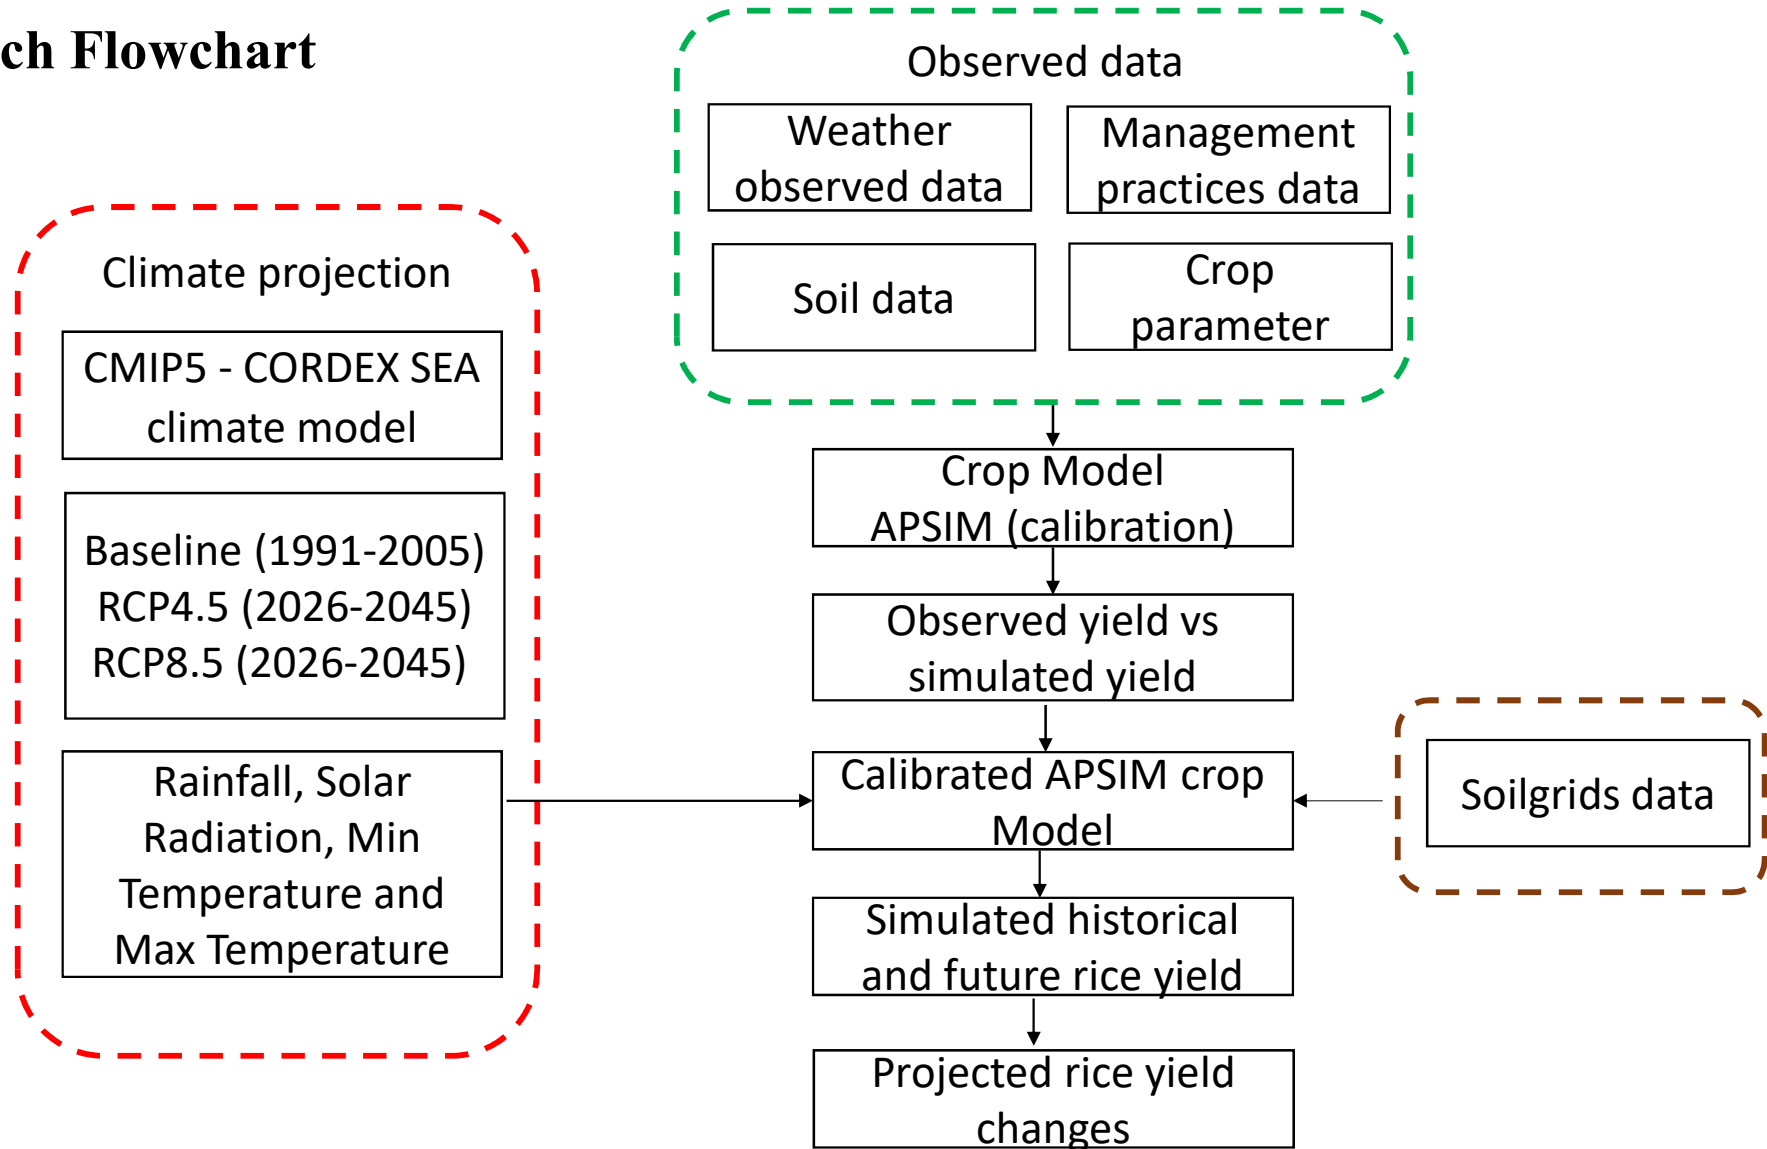 ch Flowchart
Observed data
Weather
observed data
Management
practices data
Soil data
Crop
parameter
Climate projection
CMIP5 - CORDEX SEA
climate model
Baseline (1991-2005)
RCP4.5 (2026-2045)
RCP8.5 (2026-2045)
Rainfall, Solar
Radiation, Min
Temperature and
Max Temperature
Crop Model
APSIM (calibration)
Observed yield vs
simulated yield
Calibrated APSIM crop
Model
Soilgrids data
Simulated historical
and future rice yield
Projected rice yield
changes